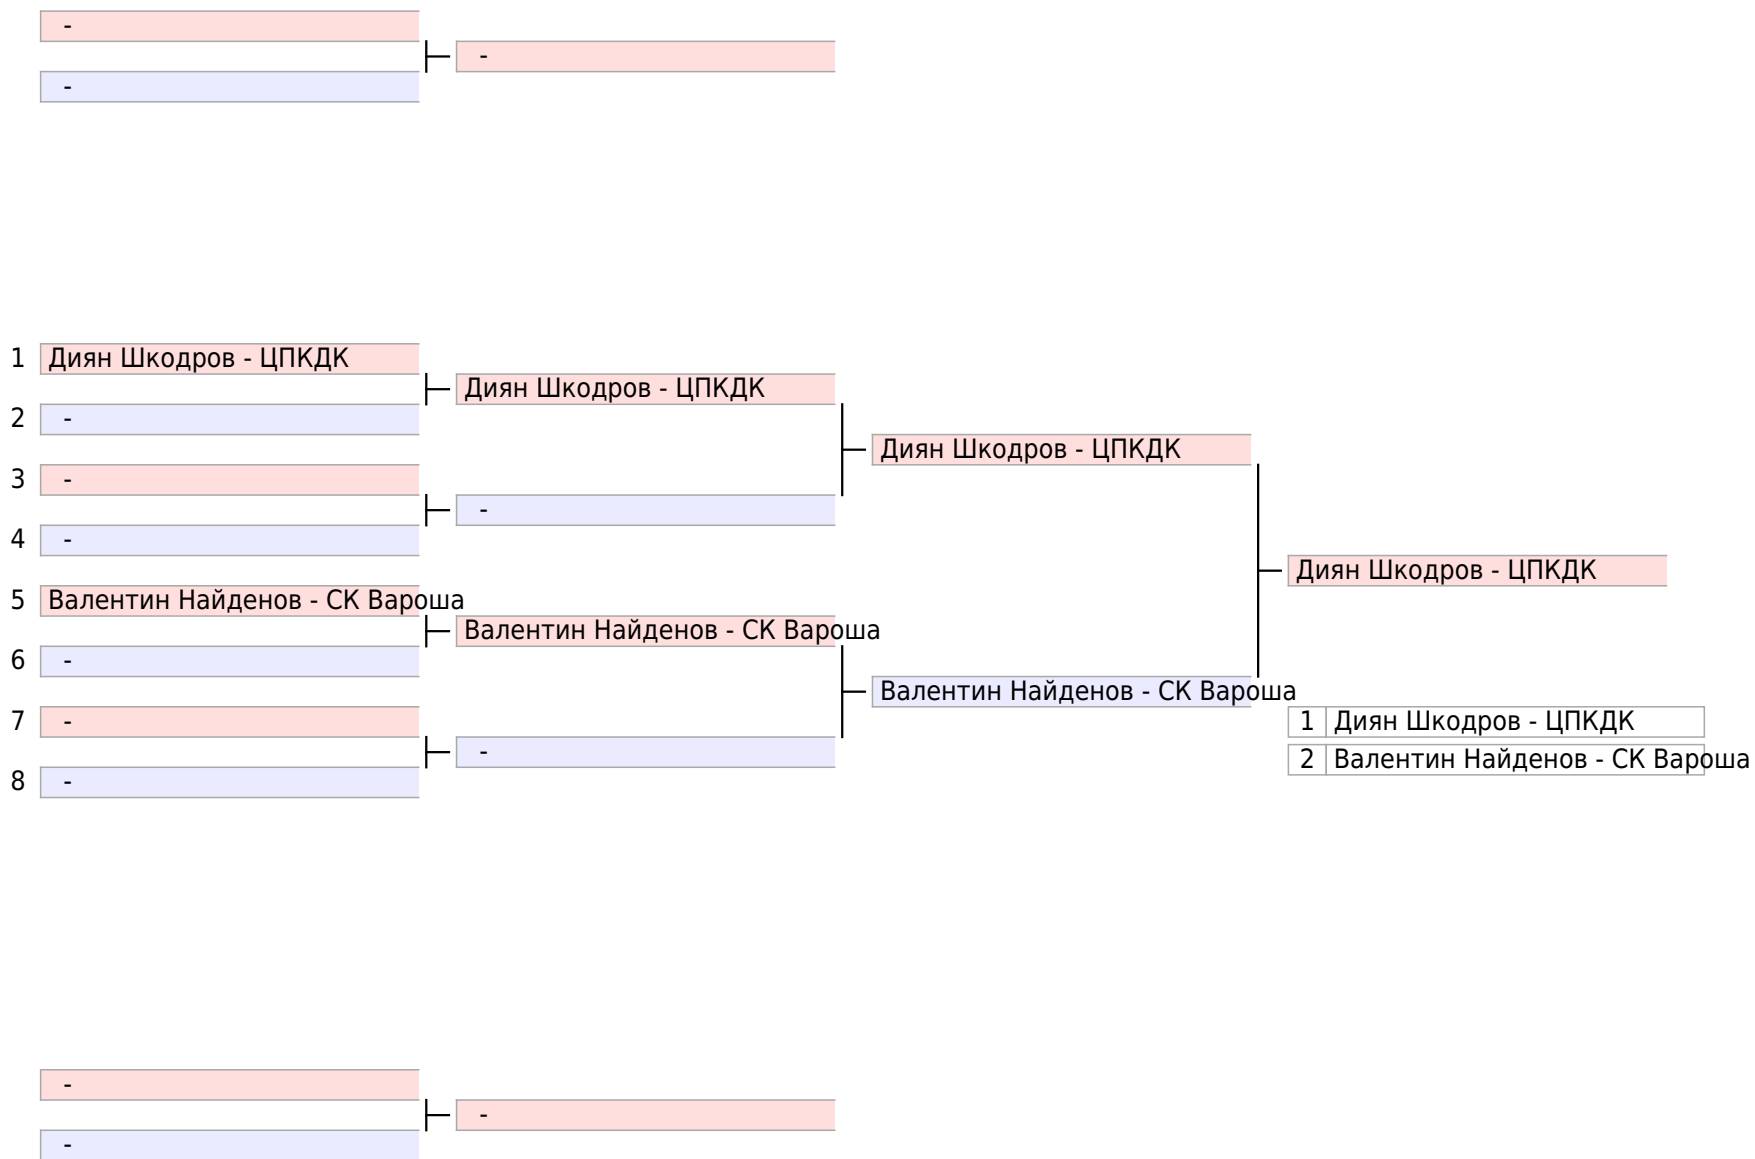 -
-
-
1 Диян Шкодров - ЦПКДК
Диян Шкодров - ЦПКДК
2 -
Диян Шкодров - ЦПКДК
3 -
-
4 -
Диян Шкодров - ЦПКДК
5 Валентин Найденов - СК Вароша
Валентин Найденов - СК Вароша
6 -
Валентин Найденов - СК Вароша
7 -
1 Диян Шкодров - ЦПКДК
-
2 Валентин Найденов - СК Вароша
8 -
-
-
-